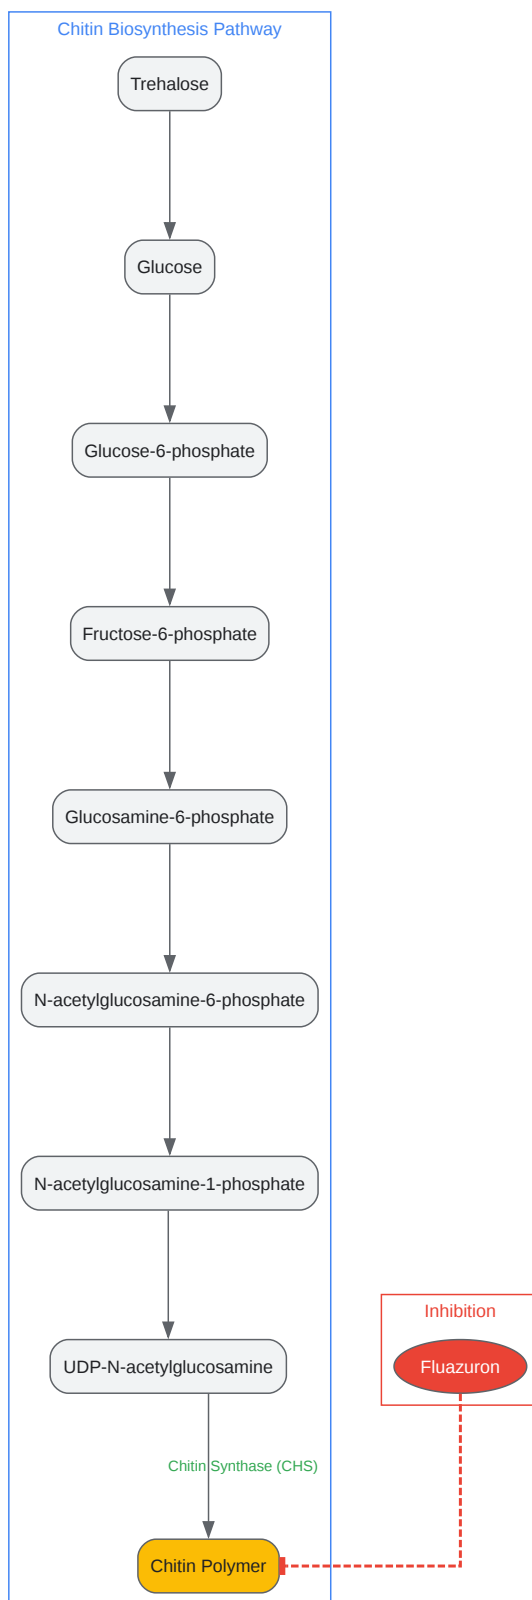 Chitin Biosynthesis Pathway
Trehalose
Glucose
Glucose-6-phosphate
Fructose-6-phosphate
Glucosamine-6-phosphate
N-acetylglucosamine-6-phosphate
N-acetylglucosamine-1-phosphate
Inhibition
UDP-N-acetylglucosamine
Fluazuron
Chitin Synthase (CHS)
Chitin Polymer